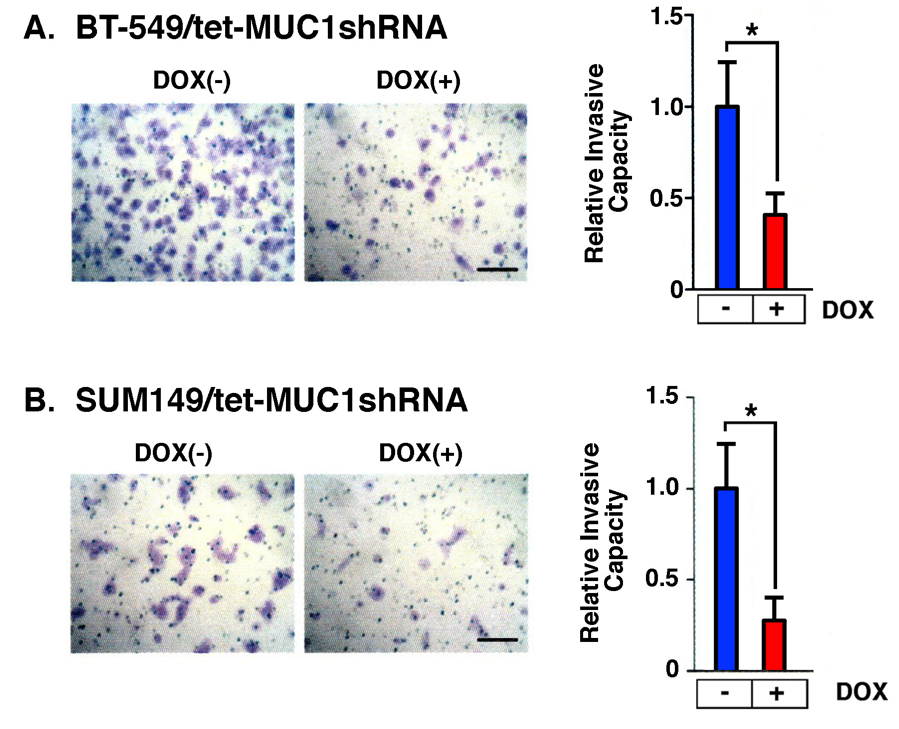 A. BT-549/tet-MUC1shRNA
DOX(-) DOX(+)
Relative Invasive
Capacity
1.5
1.0
0.5
0
*
- + DOX
B. SUM149/tet-MUC1shRNA
DOX(-) DOX(+)
Relative Invasive
Capacity
1.5
1.0
0.5
0
*
- + DOX